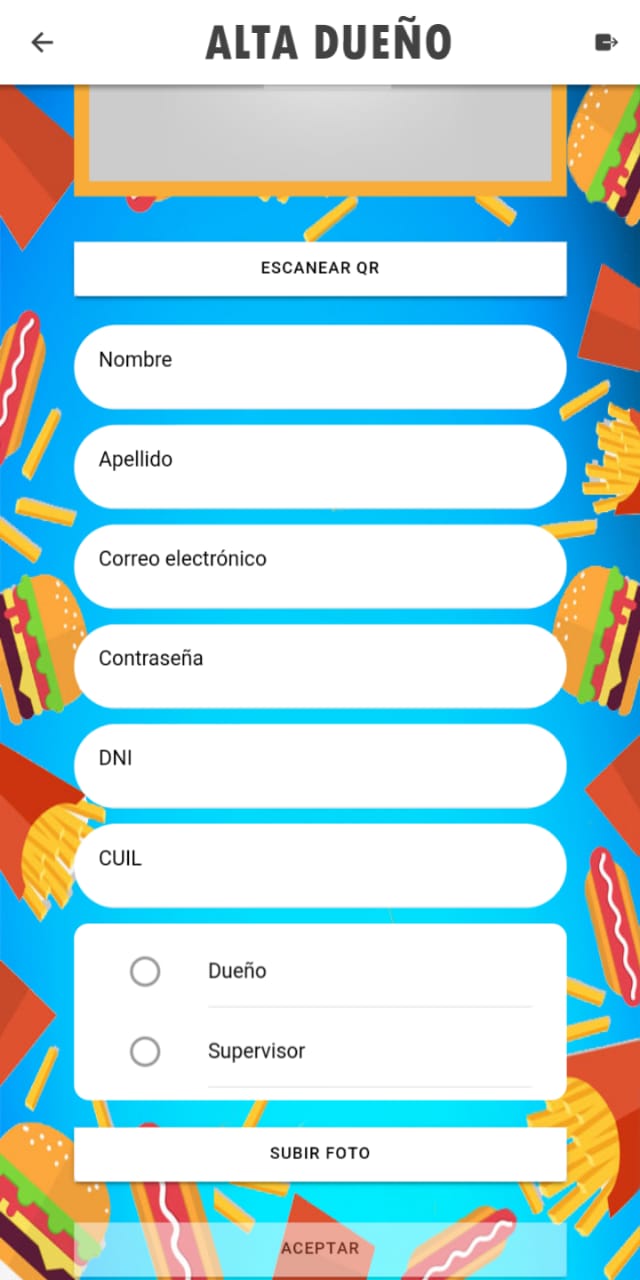 ALTA DUEÑO
ESCANEAR QR
Nombre
Apellido
Correo electrónico
Contraseña
DNI
CUIL
Dueño
Supervisor
SUBIR FOTO
ACEPTAR